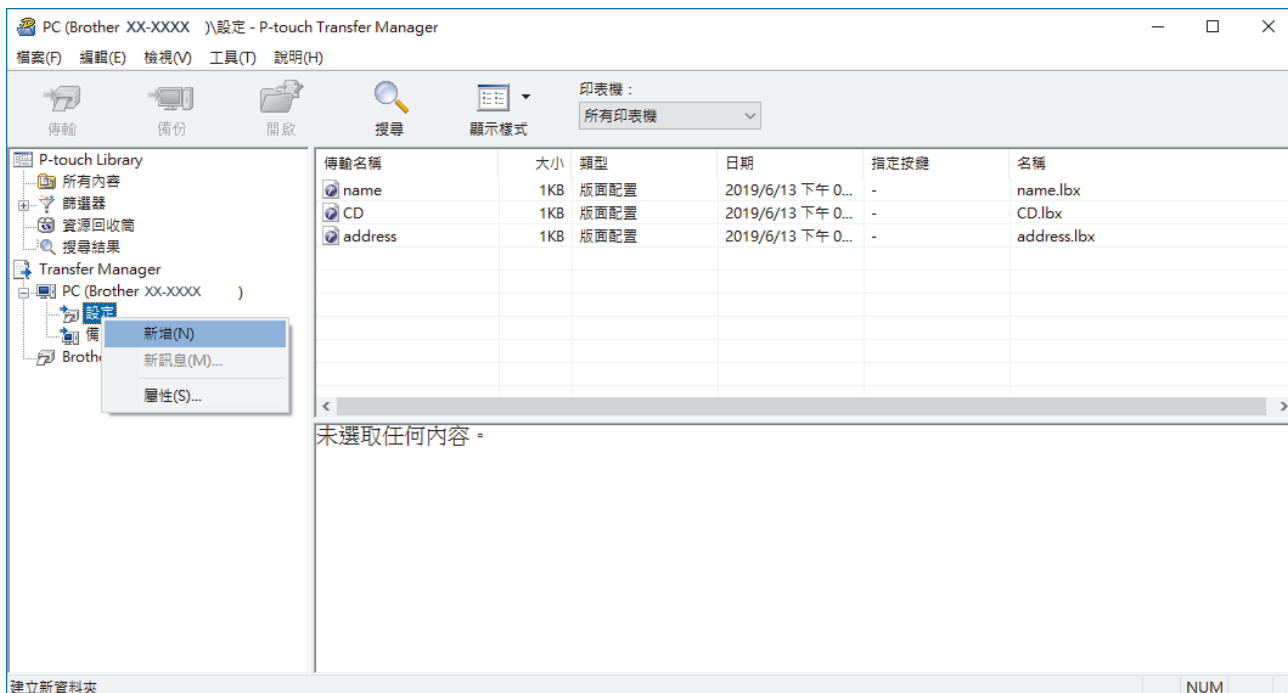 PC (Brother XX-XXXX )\設定 - P-touch Transfer Manager
檔案(F) 編輯(E) 檢視(V) 工具(T) 說明(H)
傳輸 備份 開啟 搜尋 顯示樣式
印表機：
所有印表機
P-touch Library
所有內容
篩選器
資源回收筒
搜尋結果
Transfer Manager
PC (Brother XX-XXXX )
設定
備
Brothe
新增(N)
新訊息(M)...
屬性(S)...
傳輸名稱 大小 類型 日期 指定按鍵 名稱
name 1KB 版面配置 2019/6/13 下午 0... - name.lbx
CD 1KB 版面配置 2019/6/13 下午 0... - CD.lbx
address 1KB 版面配置 2019/6/13 下午 0... - address.lbx
未選取任何內容。
建立新資料夾 NUM